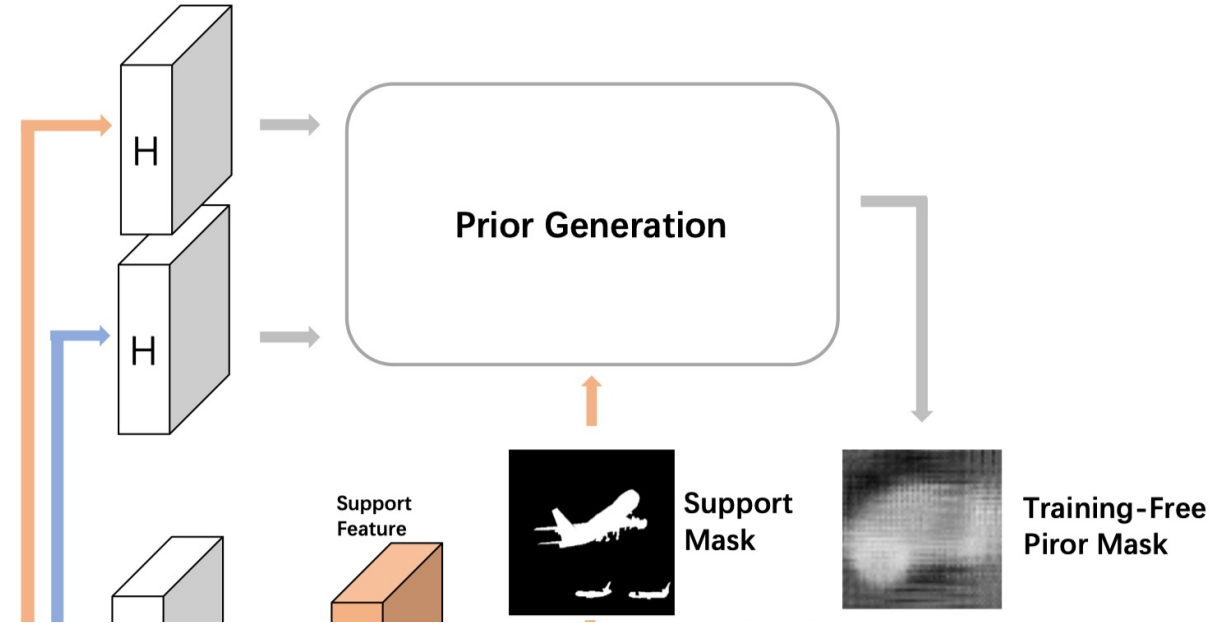 H
Prior Generation
H
Support
Feature
Support
Mask
Training-Free
Piror Mask